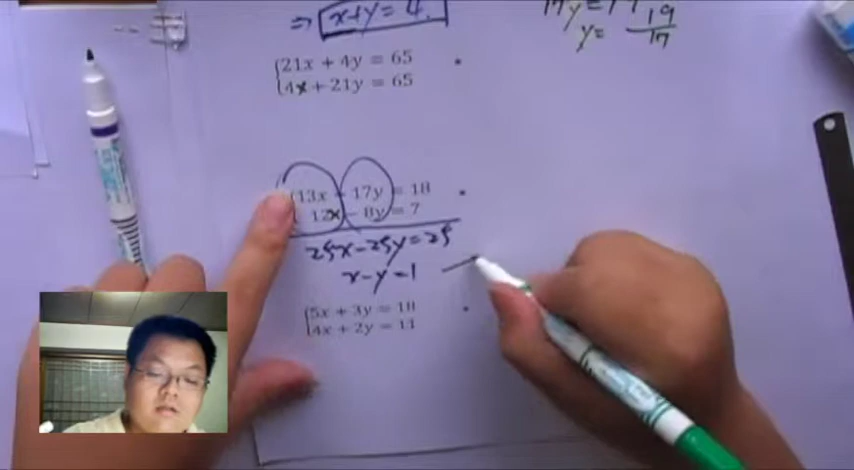 ⇒ x+y=4.
17y=19
y= 19/17
21x + 4y = 65
4x + 21y = 65
13x − 17y = 18
12x − 8y = 7
25x−25y=25
x−y=1
5x + 3y = 18
4x + 2y = 11